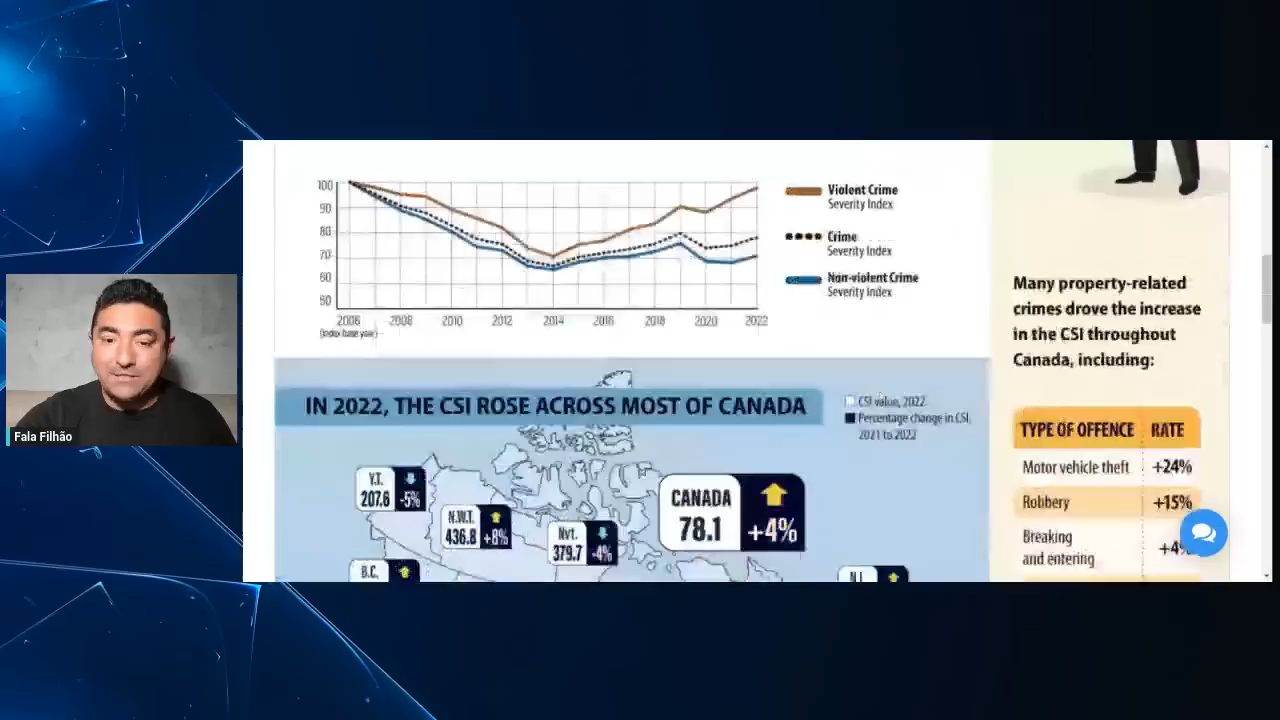 100
90
80
70
60
2006
2008
2010
2012
2014
2016
2018
2020
2022
(index base year)
Violent Crime
Severity Index
Crime
Severity Index
Non-violent Crime
Severity Index
Many property-related
crimes drove the increase
in the CSI throughout
Canada, including:
IN 2022, THE CSI ROSE ACROSS MOST OF CANADA
CSI value, 2022
Percentage change in CSI,
2021 to 2022
TYPE OF OFFENCE RATE
Motor vehicle theft +24%
Robbery +15%
Breaking
and entering +4%
Y.T.
207.6 -5%
N.W.T.
436.8 +8%
Nvt.
379.7 -4%
CANADA
78.1 +4%
B.C.
Fala Filhão